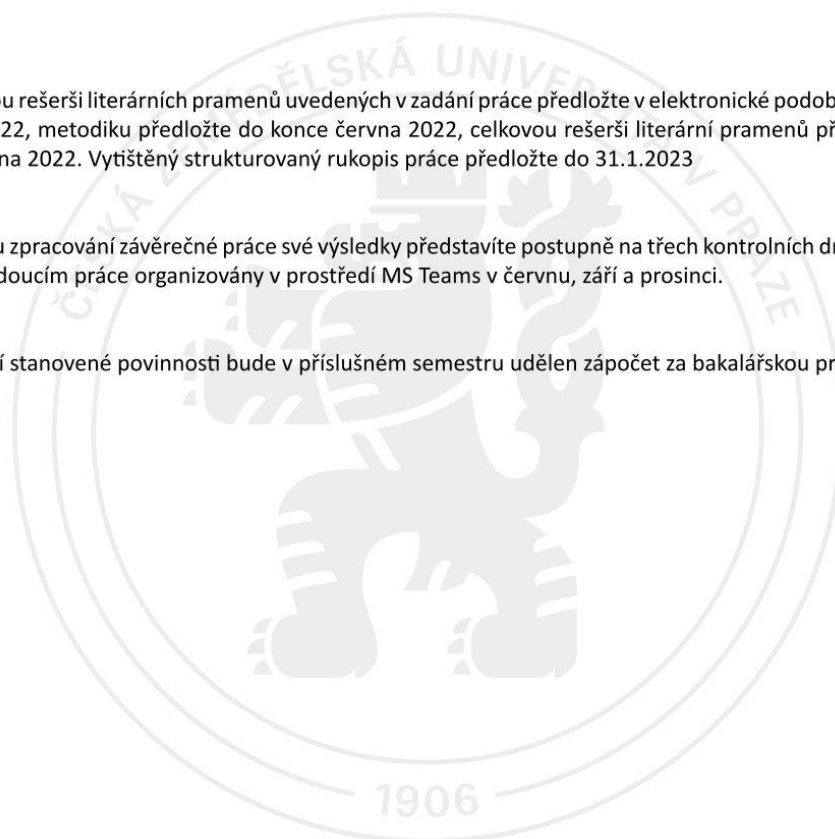 ou rešerši literárních pramenů uvedených v zadání práce předložte v elektronické podob
22, metodiku předložte do konce června 2022, celkovou rešerši literární pramenů př
na 2022. Vytištěný strukturovaný rukopis práce předložte do 31.1.2023
u zpracování závěrečné práce své výsledky představíte postupně na třech kontrolních dn
doucím práce organizovány v prostředí MS Teams v červnu, září a prosinci.
í stanovené povinnosti bude v příslušném semestru udělen zápočet za bakalářskou pr
ČESKÁ ZEMĚDĚLSKÁ UNIVERZITA V PRAZE
1906